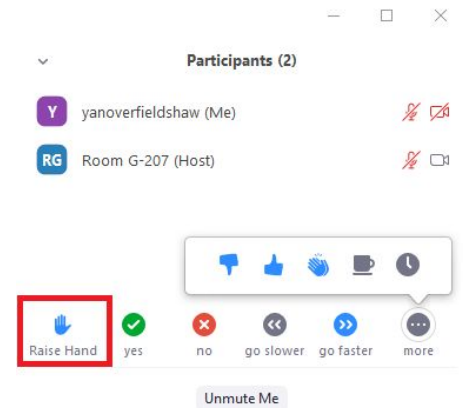 Participants (2)
Y yanoverfieldshaw (Me)
RG Room G-207 (Host)
Raise Hand yes no go slower go faster more
Unmute Me